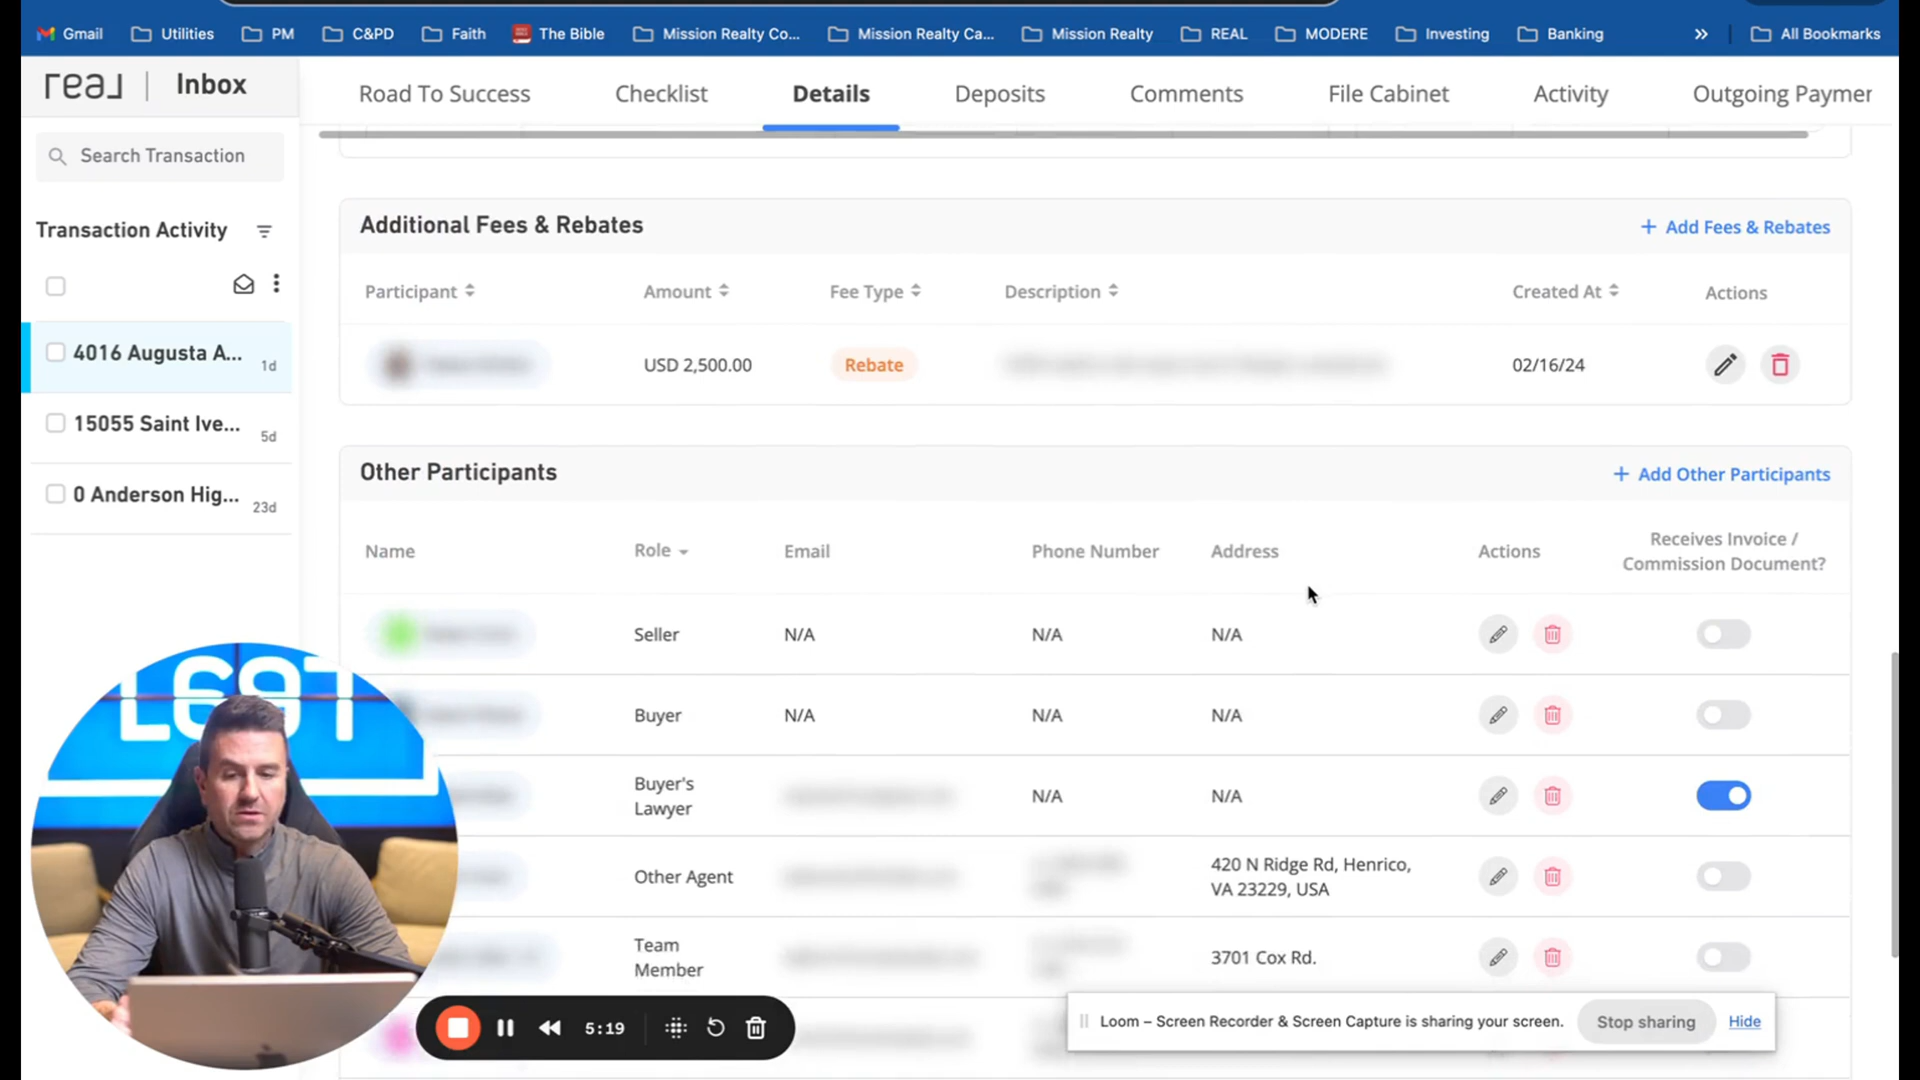 Gmail
Utilities
PM
C&PD
Faith
The Bible
Mission Realty Co...
Mission Realty Ca...
Mission Realty
REAL
MODERE
Investing
Banking
All Bookmarks
real
Inbox
Road To Success
Checklist
Details
Deposits
Comments
File Cabinet
Activity
Outgoing Paymer
Search Transaction
Transaction Activity
4016 Augusta A...
1d
15055 Saint Ive...
5d
0 Anderson Hig...
23d
Additional Fees & Rebates
+ Add Fees & Rebates
Participant
Amount
Fee Type
Description
Created At
Actions
USD 2,500.00
Rebate
02/16/24
Other Participants
+ Add Other Participants
Name
Role
Email
Phone Number
Address
Actions
Receives Invoice /
Commission Document?
Seller
N/A
N/A
N/A
Buyer
N/A
N/A
N/A
Buyer's
Lawyer
N/A
N/A
Other Agent
420 N Ridge Rd, Henrico,
VA 23229, USA
Team
Member
3701 Cox Rd.
5:19
Loom – Screen Recorder & Screen Capture is sharing your screen.
Stop sharing
Hide